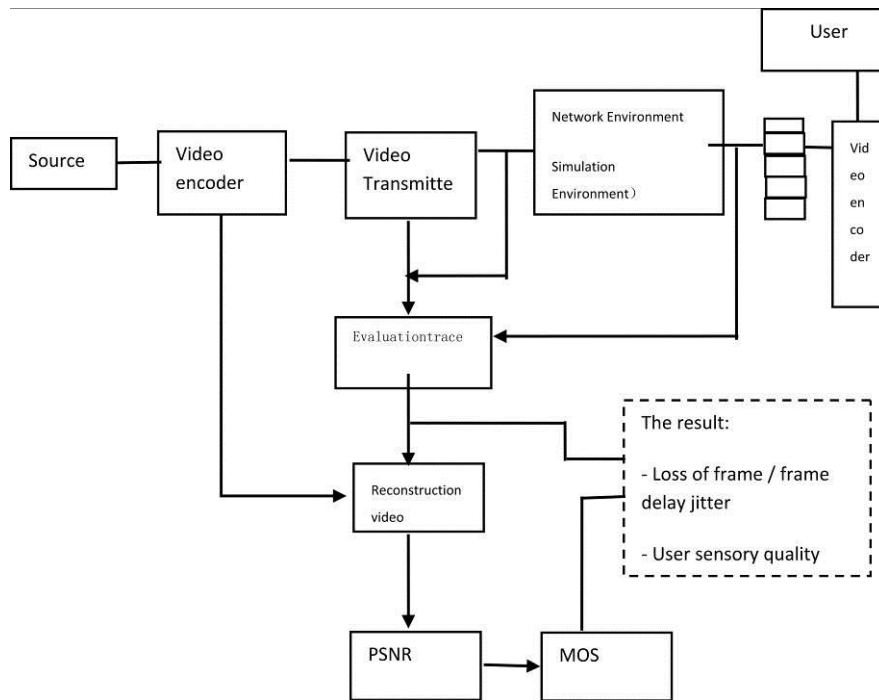 User
Source
Video
encoder
Video
Transmitte
Network Environment
Simulation
Environment）
Vid
eo
en
co
der
Evaluationtrace
The result:
- Loss of frame / frame
delay jitter
- User sensory quality
Reconstruction
video
PSNR
MOS